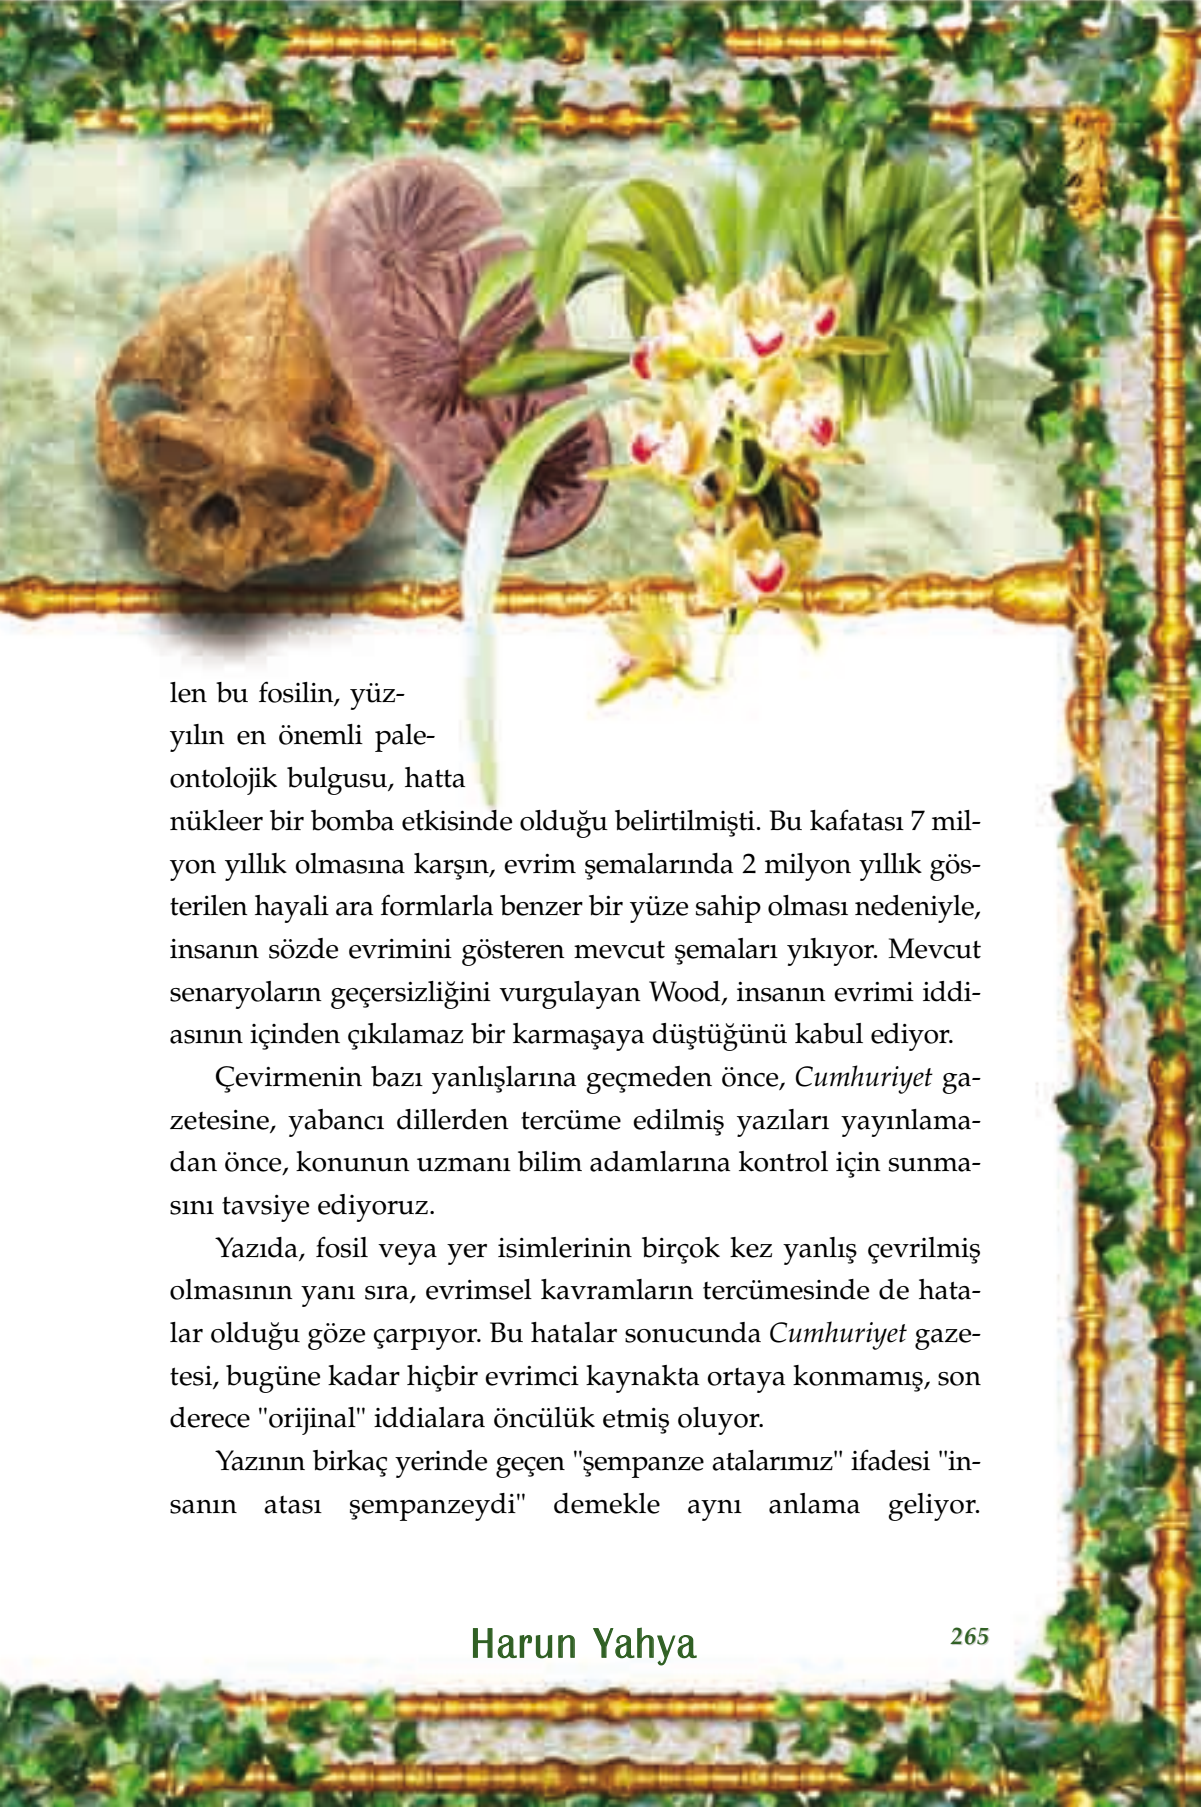 len bu fosilin, yüz-
yılın en önemli pale-
ontolojik bulgusu, hatta
nükleer bir bomba etkisinde olduğu belirtilmişti. Bu kafatası 7 mil-
yon yıllık olmasına karşın, evrim şemalarında 2 milyon yıllık gös-
terilen hayali ara formlarla benzer bir yüze sahip olması nedeniyle,
insanın sözde evrimini gösteren mevcut şemaları yıkıyor. Mevcut
senaryoların geçersizliğini vurgulayan Wood, insanın evrimi iddi-
asının içinden çıkılamaz bir karmaşaya düştüğünü kabul ediyor.
Çevirmenin bazı yanlışlarına geçmeden önce, Cumhuriyet ga-
zetesine, yabancı dillerden tercüme edilmiş yazıları yayınlama-
dan önce, konunun uzmanı bilim adamlarına kontrol için sunma-
sını tavsiye ediyoruz.
Yazıda, fosil veya yer isimlerinin birçok kez yanlış çevrilmiş
olmasının yanı sıra, evrimsel kavramların tercümesinde de hata-
lar olduğu göze çarpıyor. Bu hatalar sonucunda Cumhuriyet gaze-
tesi, bugüne kadar hiçbir evrimci kaynakta ortaya konmamış, son
derece "orijinal" iddialara öncülük etmiş oluyor.
Yazının birkaç yerinde geçen "şempanze atalarımız" ifadesi "in-
sanın atası şempanzeydi" demekle aynı anlama geliyor.
Harun Yahya
265